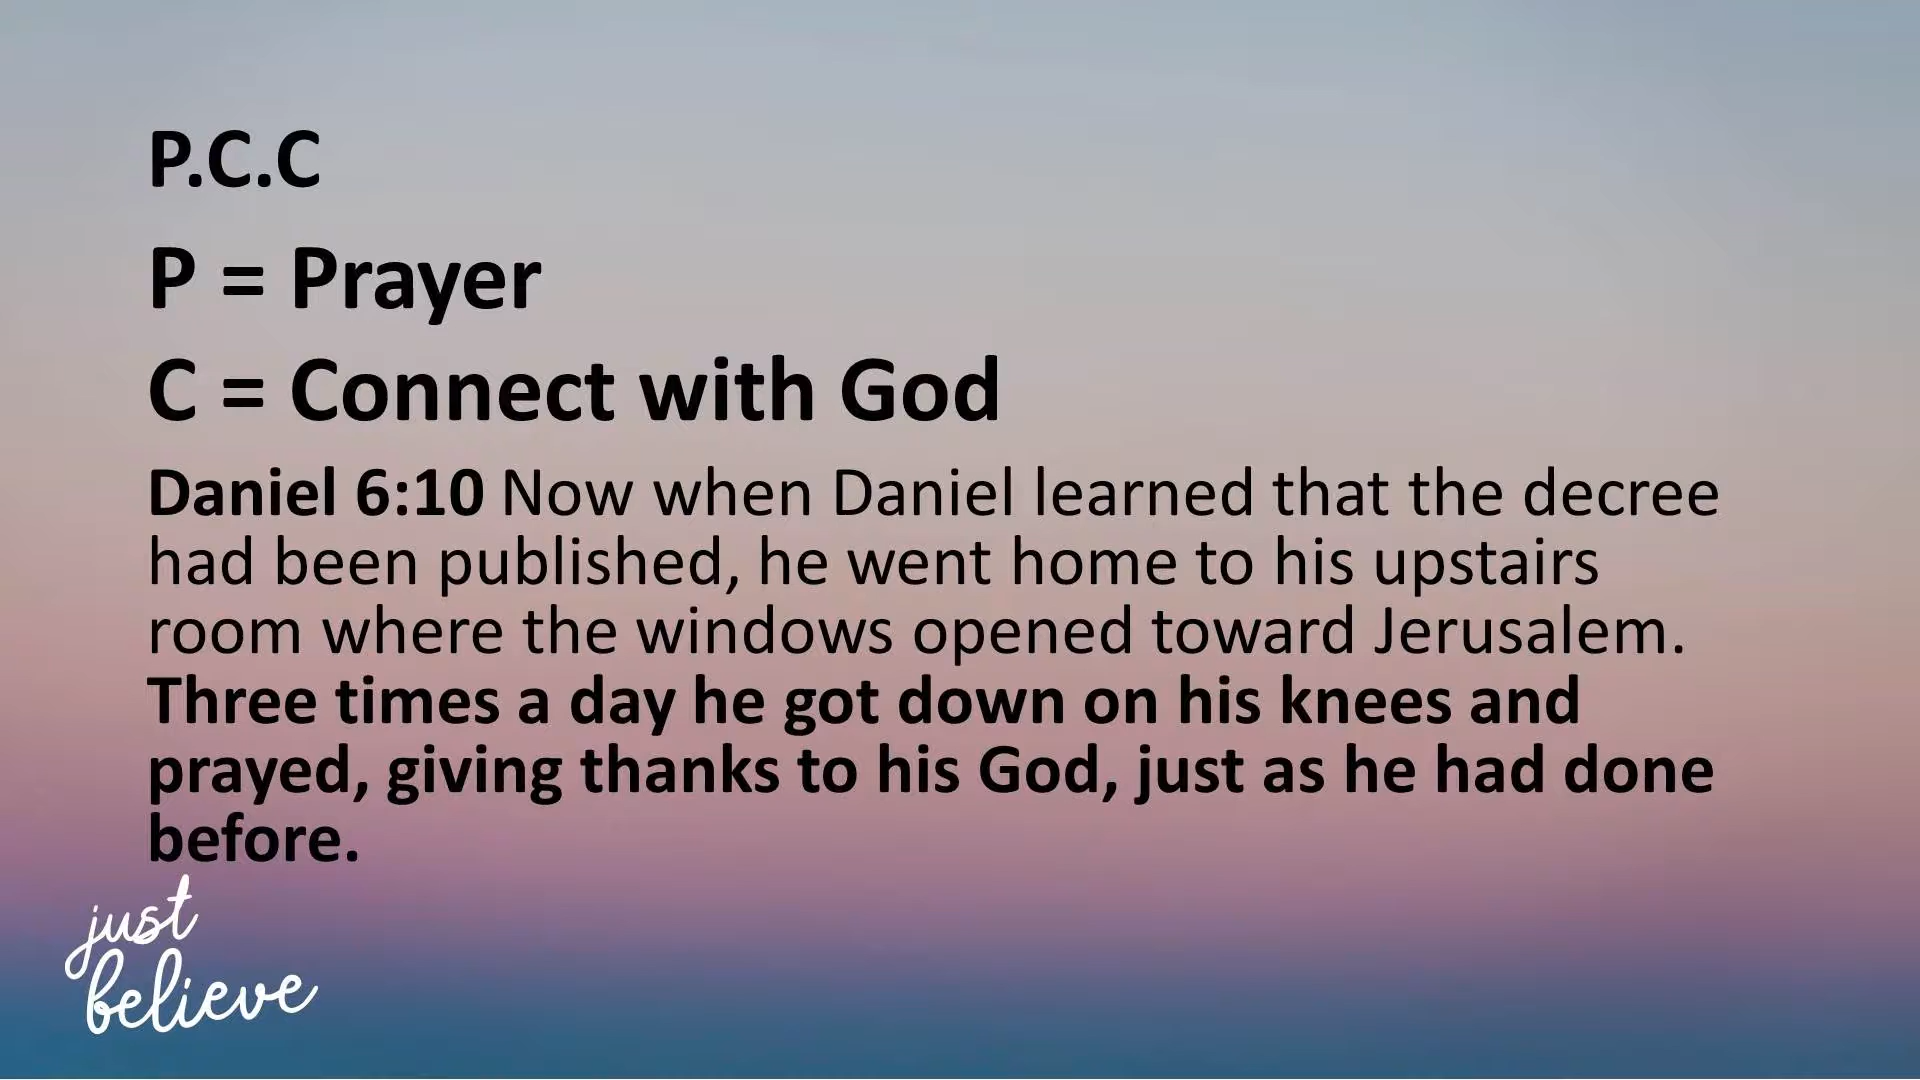 P.C.C
P = Prayer
C = Connect with God
Daniel 6:10 Now when Daniel learned that the decree
had been published, he went home to his upstairs
room where the windows opened toward Jerusalem.
Three times a day he got down on his knees and
prayed, giving thanks to his God, just as he had done
before.
just
believe